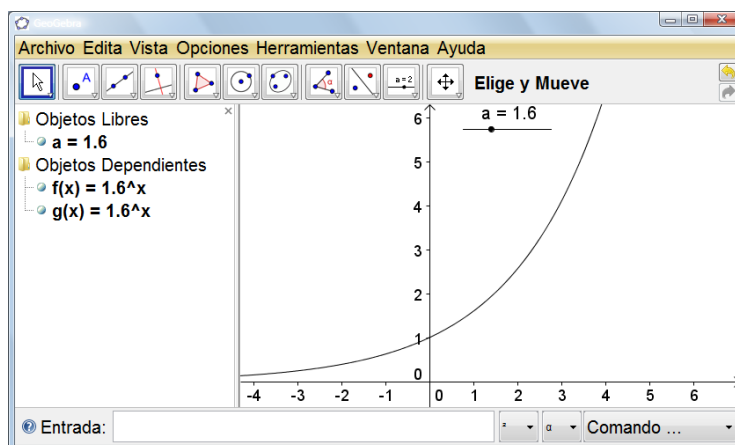 GeoGebra
Archivo Edita Vista Opciones Herramientas Ventana Ayuda
A
α
a=2
Elige y Mueve
Objetos Libres
a = 1.6
Objetos Dependientes
f(x) = 1.6^x
g(x) = 1.6^x
a = 1.6
6
5
4
3
2
1
0
-4 -3 -2 -1 0 1 2 3 4 5 6
Entrada:
² α Comando ...